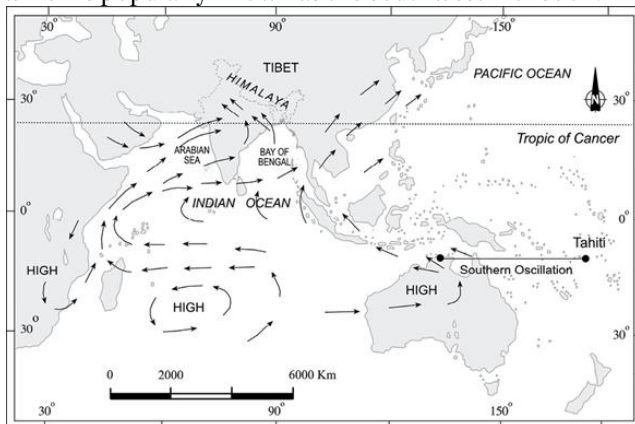 30° 90° 150°
TIBET
HIMALAYA
PACIFIC OCEAN
30° 30°
Tropic of Cancer
ARABIAN
SEA
BAY OF
BENGAL
INDIAN OCEAN
0° 0°
Tahiti
Southern Oscillation
HIGH
HIGH
HIGH
30° 30°
0 2000 6000 Km
30° 90° 150°